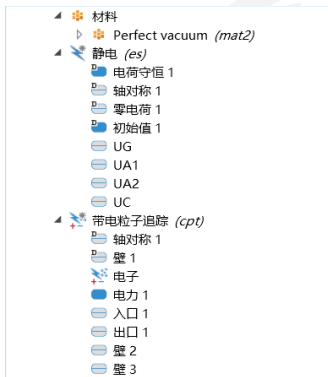 材料
Perfect vacuum (mat2)
静电 (es)
电荷守恒 1
轴对称 1
零电荷 1
初始值 1
UG
UA1
UA2
UC
带电粒子追踪 (cpt)
轴对称 1
壁 1
电子
电力 1
入口 1
出口 1
壁 2
壁 3